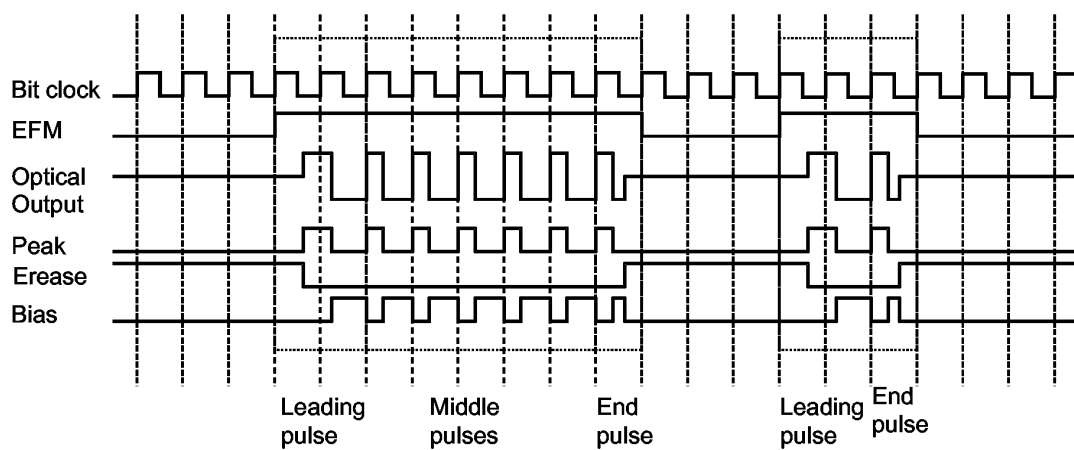 Bit clock
EFM
Optical
Output
Peak
Erease
Bias
Leading
pulse
Middle
pulses
End
pulse
Leading
pulse
End
pulse